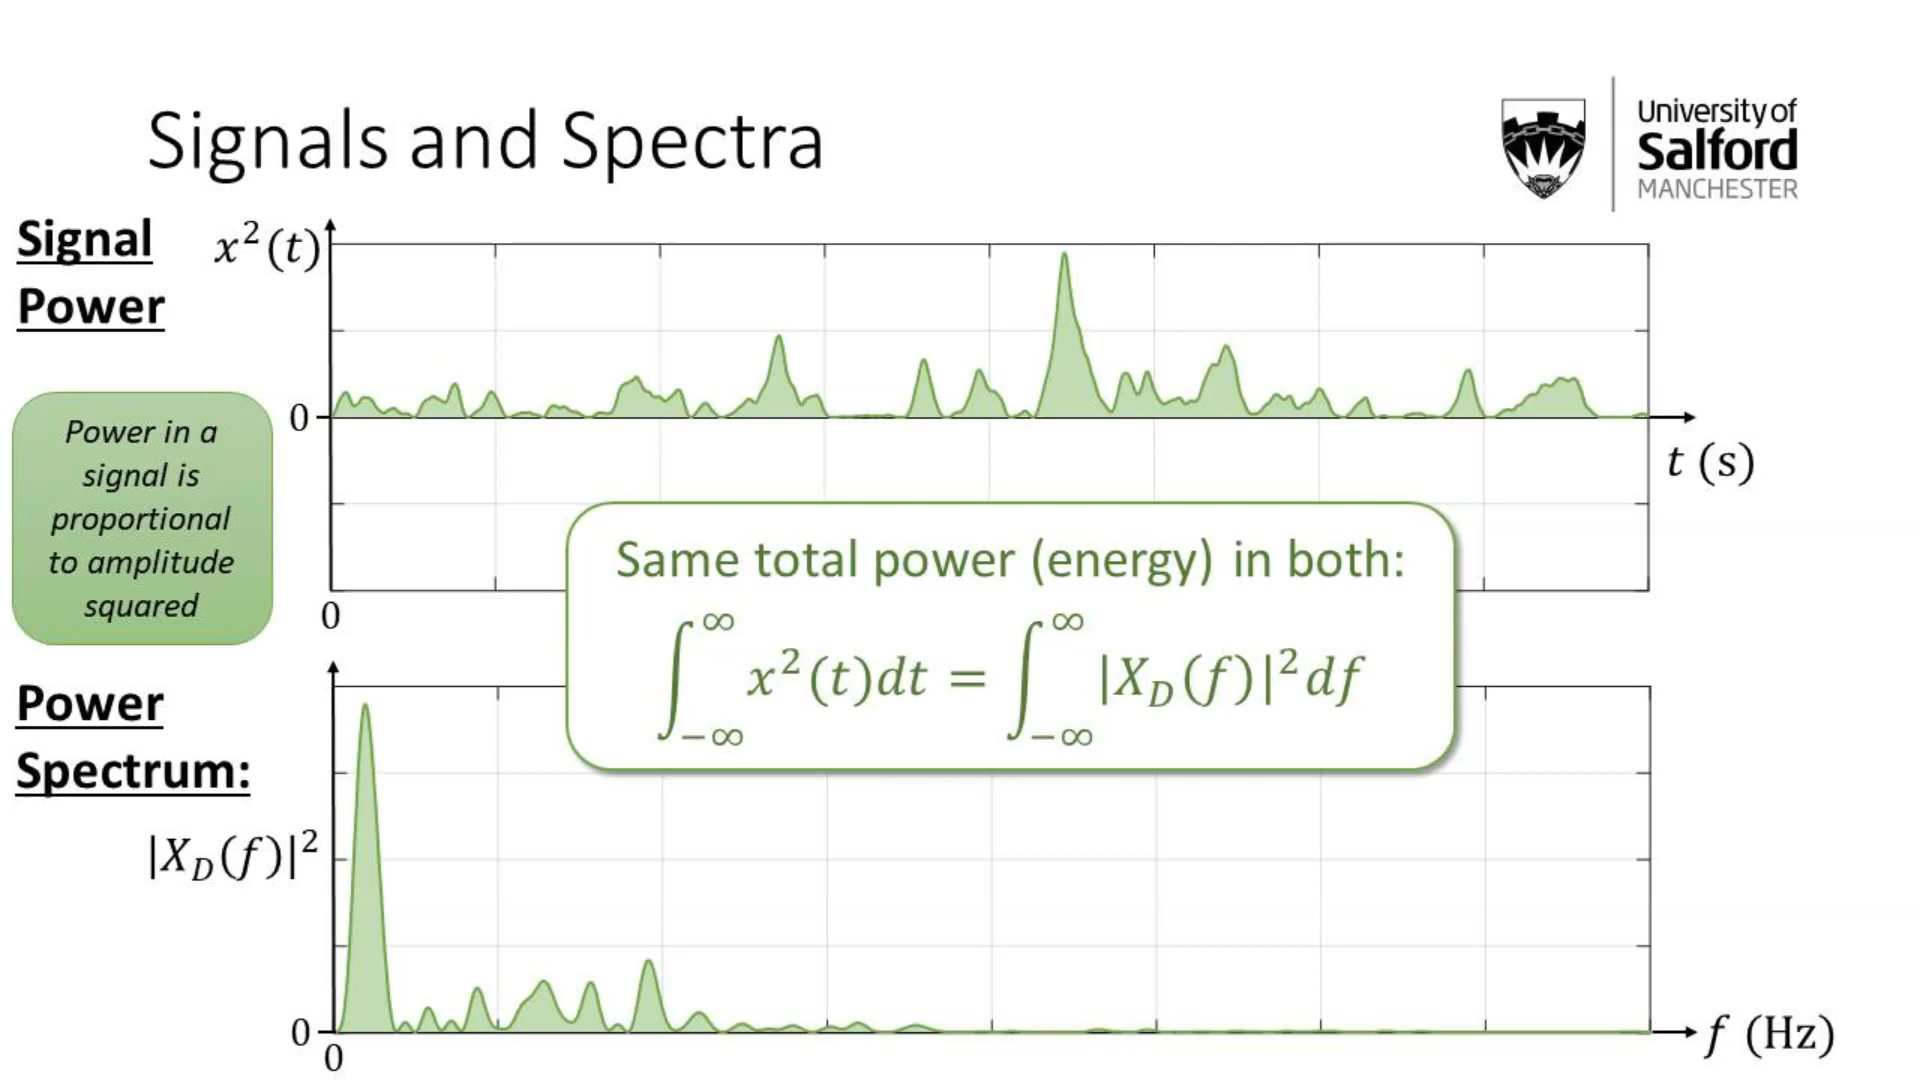 Signals and Spectra
University of
Salford
MANCHESTER
Signal
Power
x²(t)
0
t (s)
0
Power in a
signal is
proportional
to amplitude
squared
Same total power (energy) in both:
∫_{-∞}^{∞} x²(t)dt = ∫_{-∞}^{∞} |X_D(f)|²df
Power
Spectrum:
|X_D(f)|²
0
0
f (Hz)